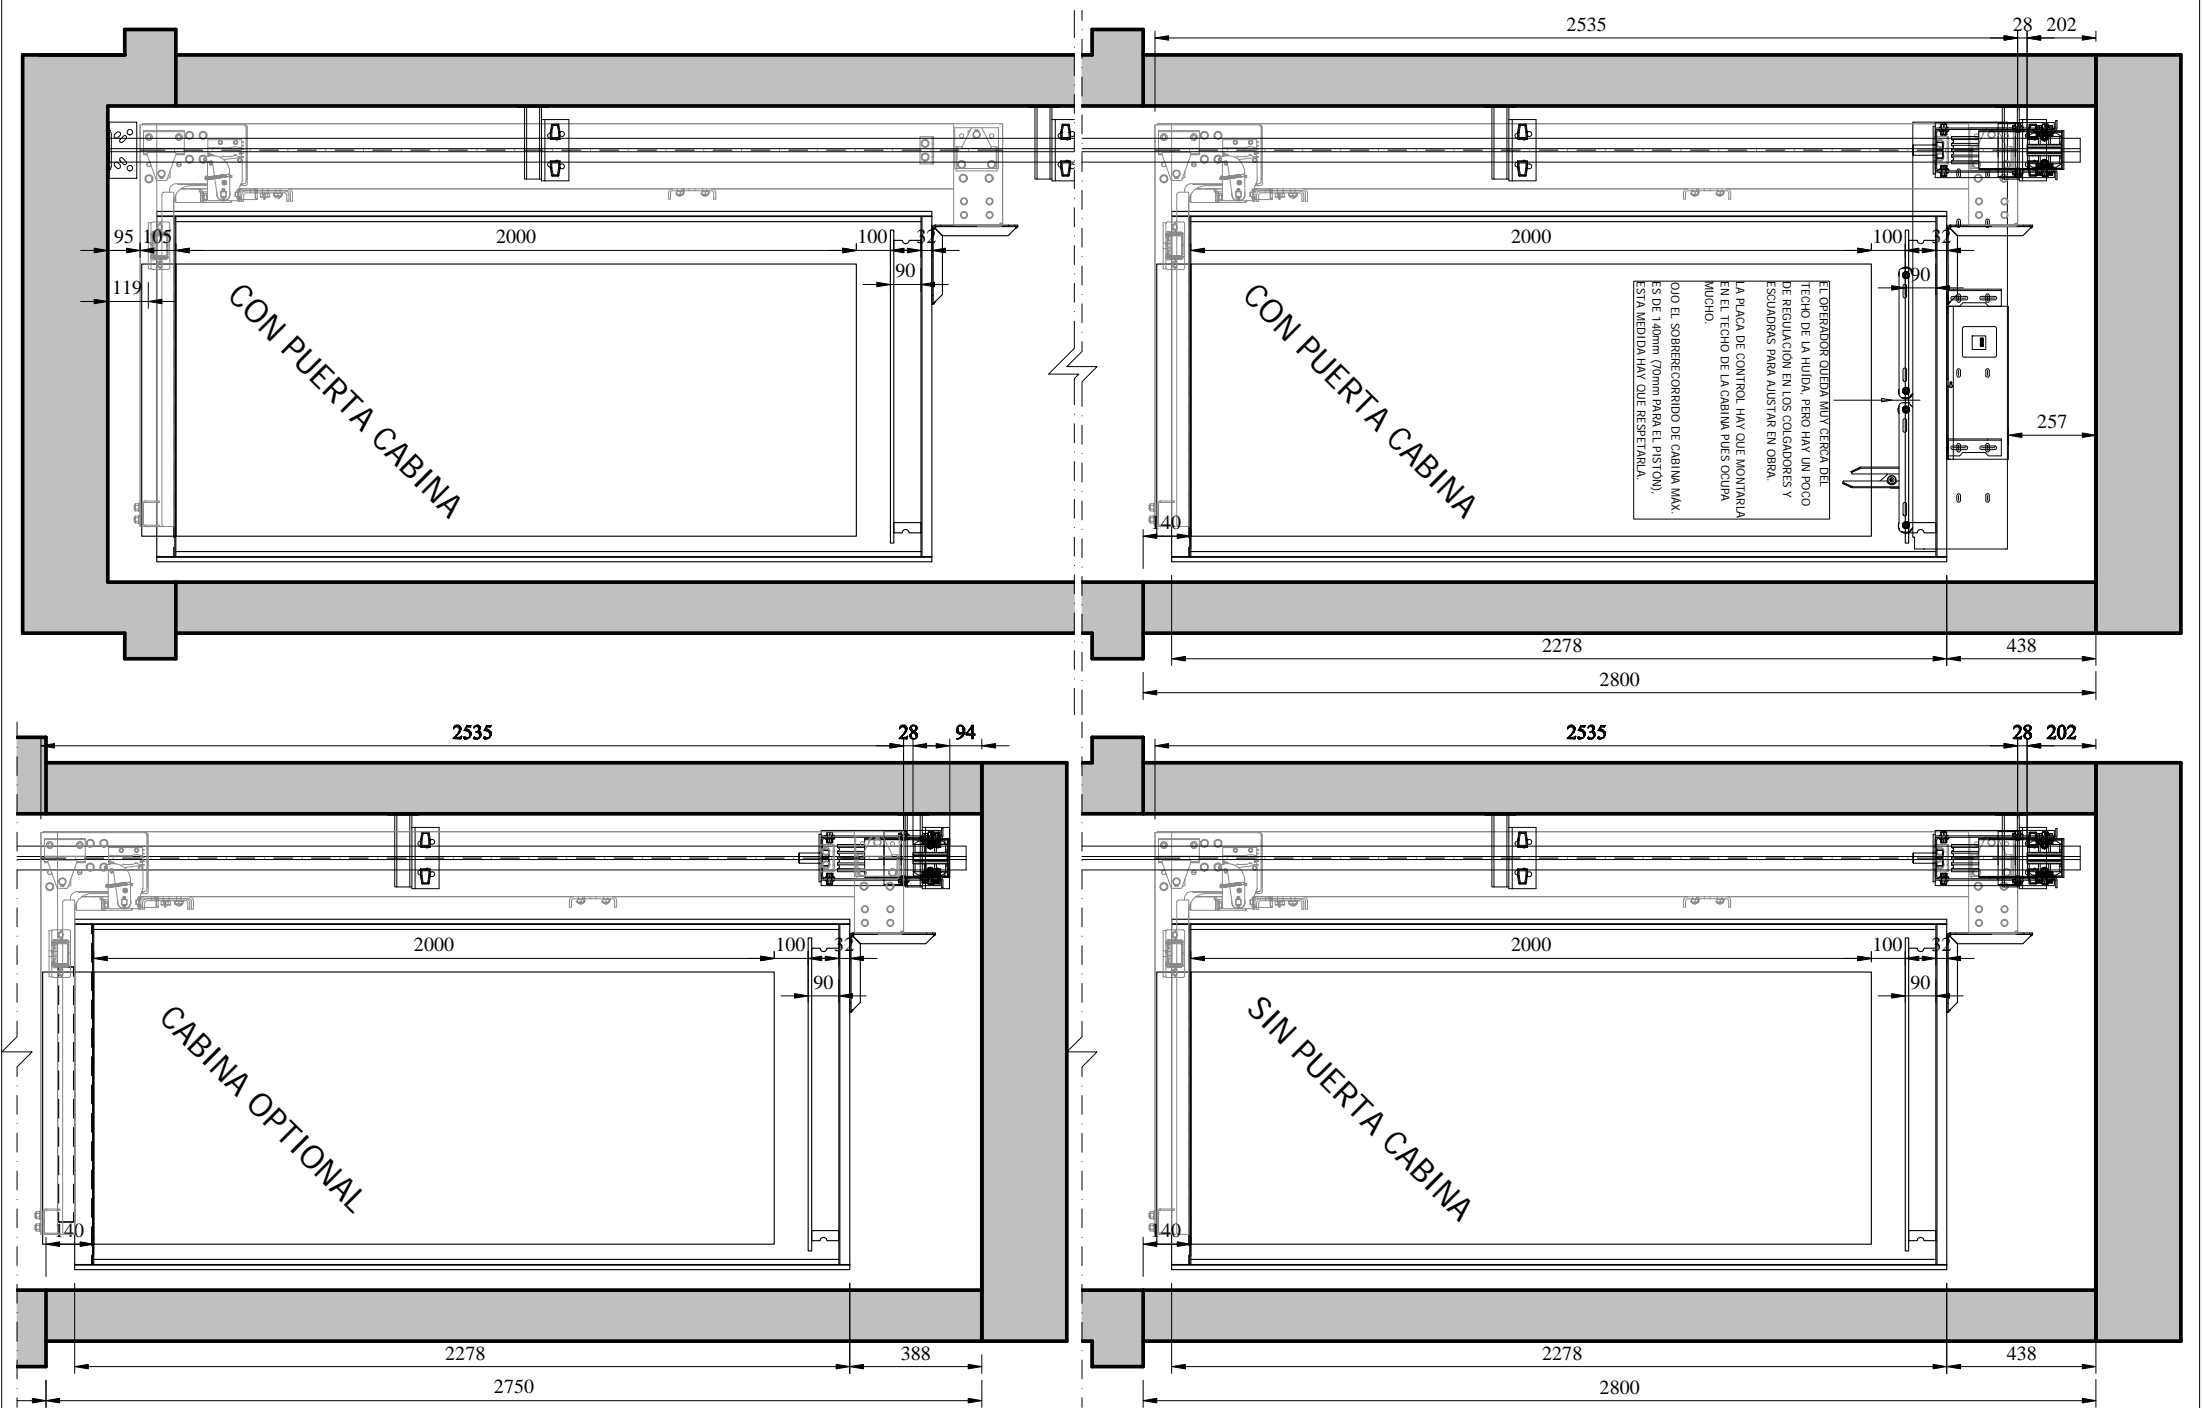 2535
28
202
95
105
2000
100
32
90
119
CON PUERTA CABINA
2000
100
32
90
CON PUERTA CABINA
EL OPERADOR QUEDA MUY CERCA DEL
TECHO DE LA HUÍDA, PERO HAY UN POCO
DE REGULACIÓN EN LOS COLGADORES Y
ESCUADRAS PARA AUSTAR EN OBRA.
LA PLACA DE CONTROL HAY QUE MONTARLA
EN EL TECHO DE LA CABINA PUES OCUPA
MUCHO.
OJO EL SOBRERECORRIDO DE CABINA MÁX.
ES DE 140mm (70mm PARA EL PISTÓN),
ESTA MEDIDA HAY QUE RESPETARLA.
257
140
2278
438
2800
2535
28
94
2000
100
32
90
CABINA OPTIONAL
140
2278
388
2750
2535
28
202
2000
100
32
90
SIN PUERTA CABINA
140
2278
438
2800